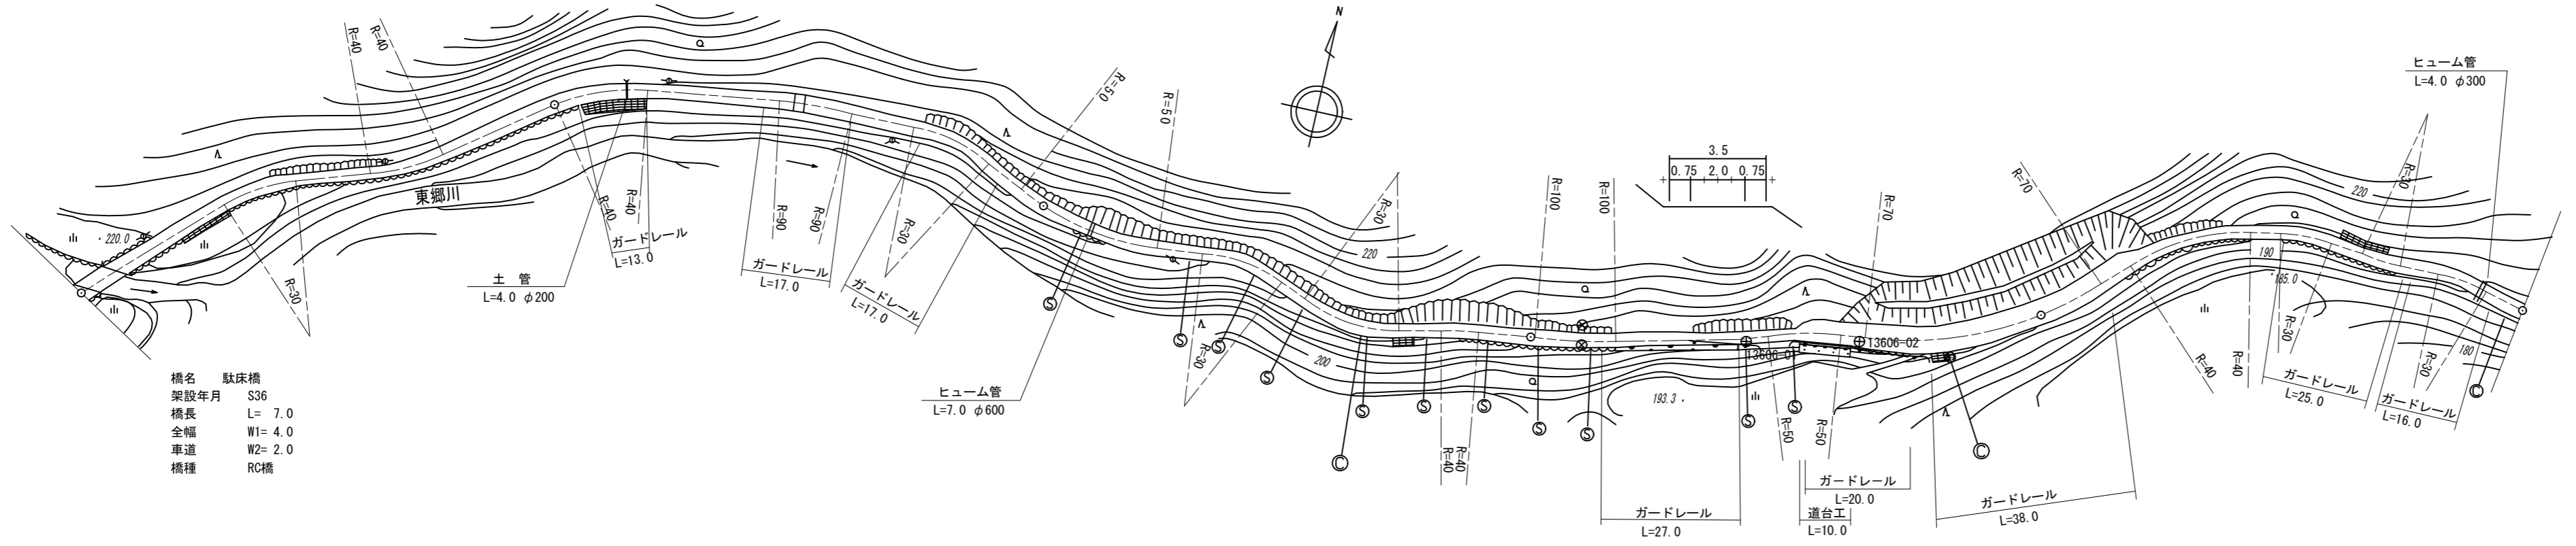 R=40
R=40
N
ヒューム管
L=4.0 φ300
R=50
R=50
3.5
0.75 2.0 0.75
R=70
R=30
220
R=100
R=100
R=30
R=70
東郷川
220.0
R=40
R=40
R=90
R=90
R=30
220
190
185.0
ガードレール
L=13.0
ガードレール
L=17.0
ガードレール
L=17.0
R=30
土 管
L=4.0 φ200
13606-01
13606-02
R=30
200
R=30
R=40
R=40
R=30
180
橋名 駄床橋
架設年月 S36
橋長 L= 7.0
全幅 W1= 4.0
車道 W2= 2.0
橋種 RC橋
ヒューム管
L=7.0 φ600
193.3
ガードレール
L=25.0
ガードレール
L=16.0
S
S
S
S
S
S
S
S
S
S
S
C
C
C
R=40
R=40
R=50
R=50
ガードレール
L=20.0
ガードレール
L=27.0
道台工
L=10.0
ガードレール
L=38.0